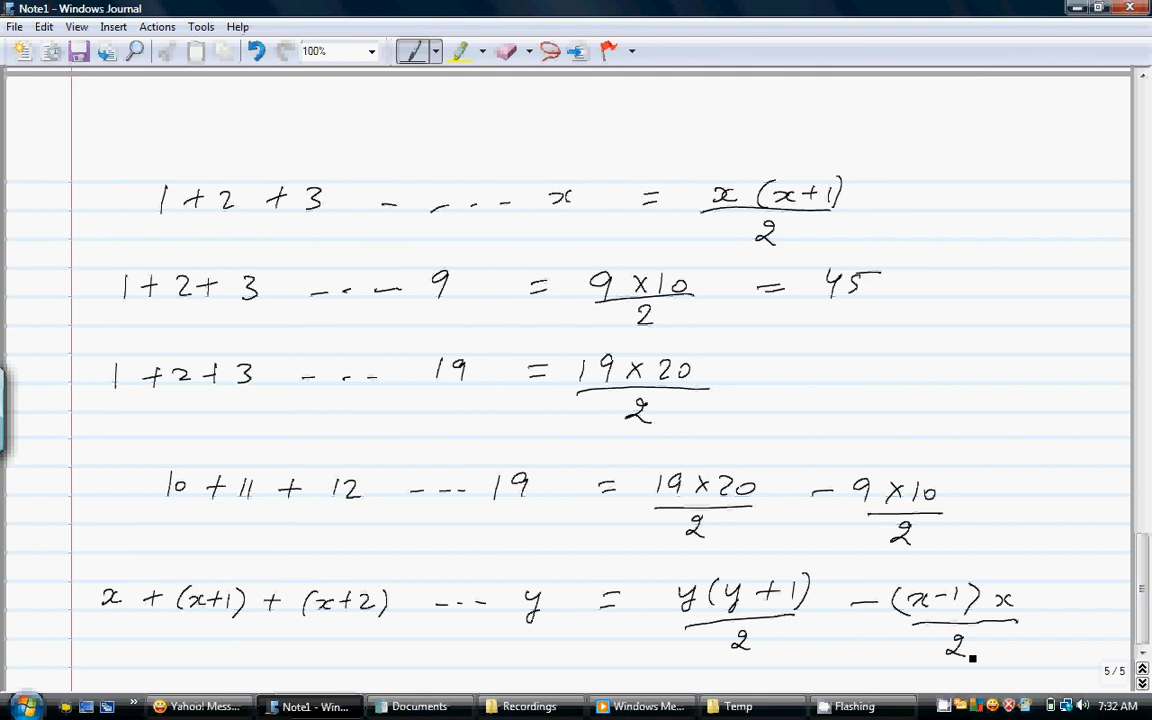 Note1 - Windows Journal
File Edit View Insert Actions Tools Help
100%
1 + 2 + 3 - - - - - x = x (x+1) / 2
1 + 2 + 3 - - - 9 = 9 × 10 / 2 = 45
1 + 2 + 3 - - - 19 = 19 × 20 / 2
10 + 11 + 12 - - - 19 = 19 × 20 / 2 - 9 × 10 / 2
x + (x+1) + (x+2) - - - y = y (y + 1) / 2 - (x-1) x / 2
5 / 5
Yahoo! Mess... Note1 - Win... Documents Recordings Windows Me... Temp Flashing 7:32 AM